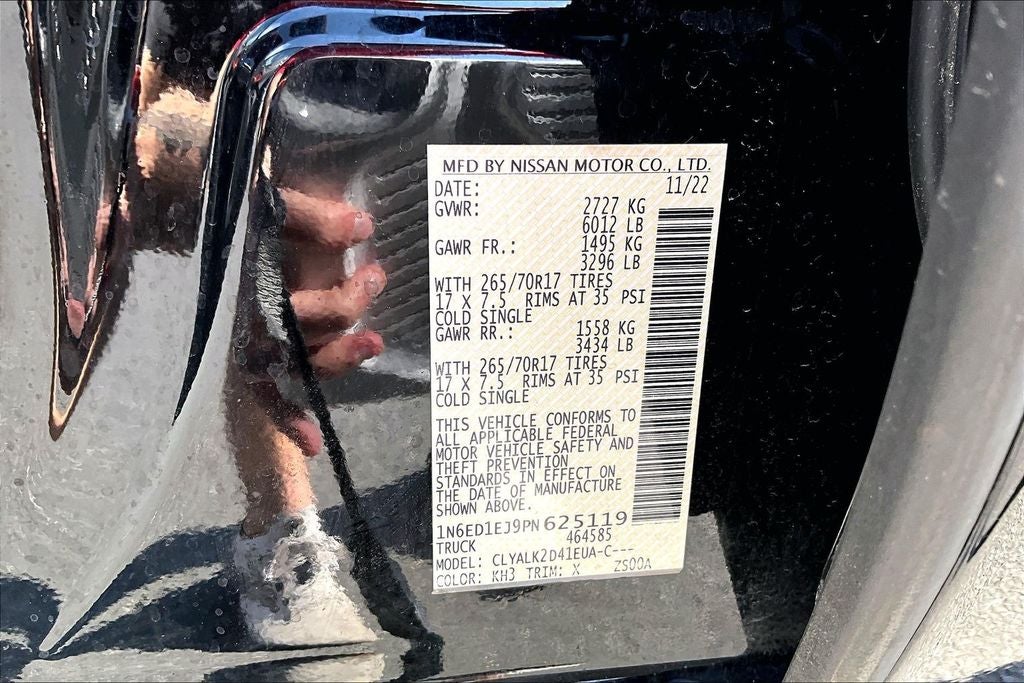 MFD BY NISSAN MOTOR CO., LTD.
DATE: 11/22
GVWR: 2727 KG
6012 LB
GAWR FR.: 1495 KG
3296 LB
WITH 265/70R17 TIRES
17 X 7.5 RIMS AT 35 PSI
COLD SINGLE
GAWR RR.: 1558 KG
3434 LB
WITH 265/70R17 TIRES
17 X 7.5 RIMS AT 35 PSI
COLD SINGLE
THIS VEHICLE CONFORMS TO
ALL APPLICABLE FEDERAL
MOTOR VEHICLE SAFETY AND
THEFT PREVENTION
STANDARDS IN EFFECT ON
THE DATE OF MANUFACTURE
SHOWN ABOVE.
1N6ED1EJ9PN625119
TRUCK 464585
MODEL: CLYALK2D41EUA-C---
COLOR: KH3 TRIM: X ZS00A